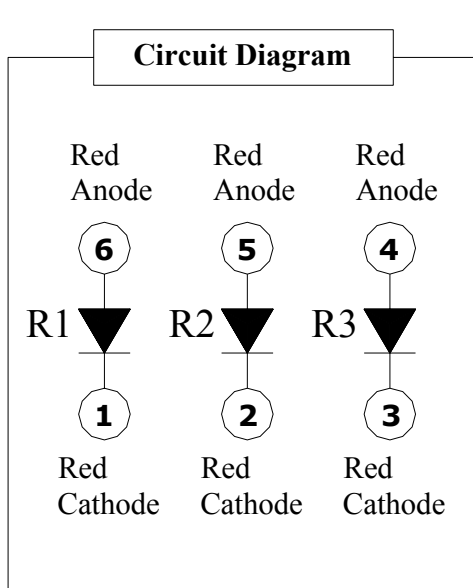 Circuit Diagram
Red Red Red
Anode Anode Anode
6 5 4
R1 R2 R3
1 2 3
Red Red Red
Cathode Cathode Cathode